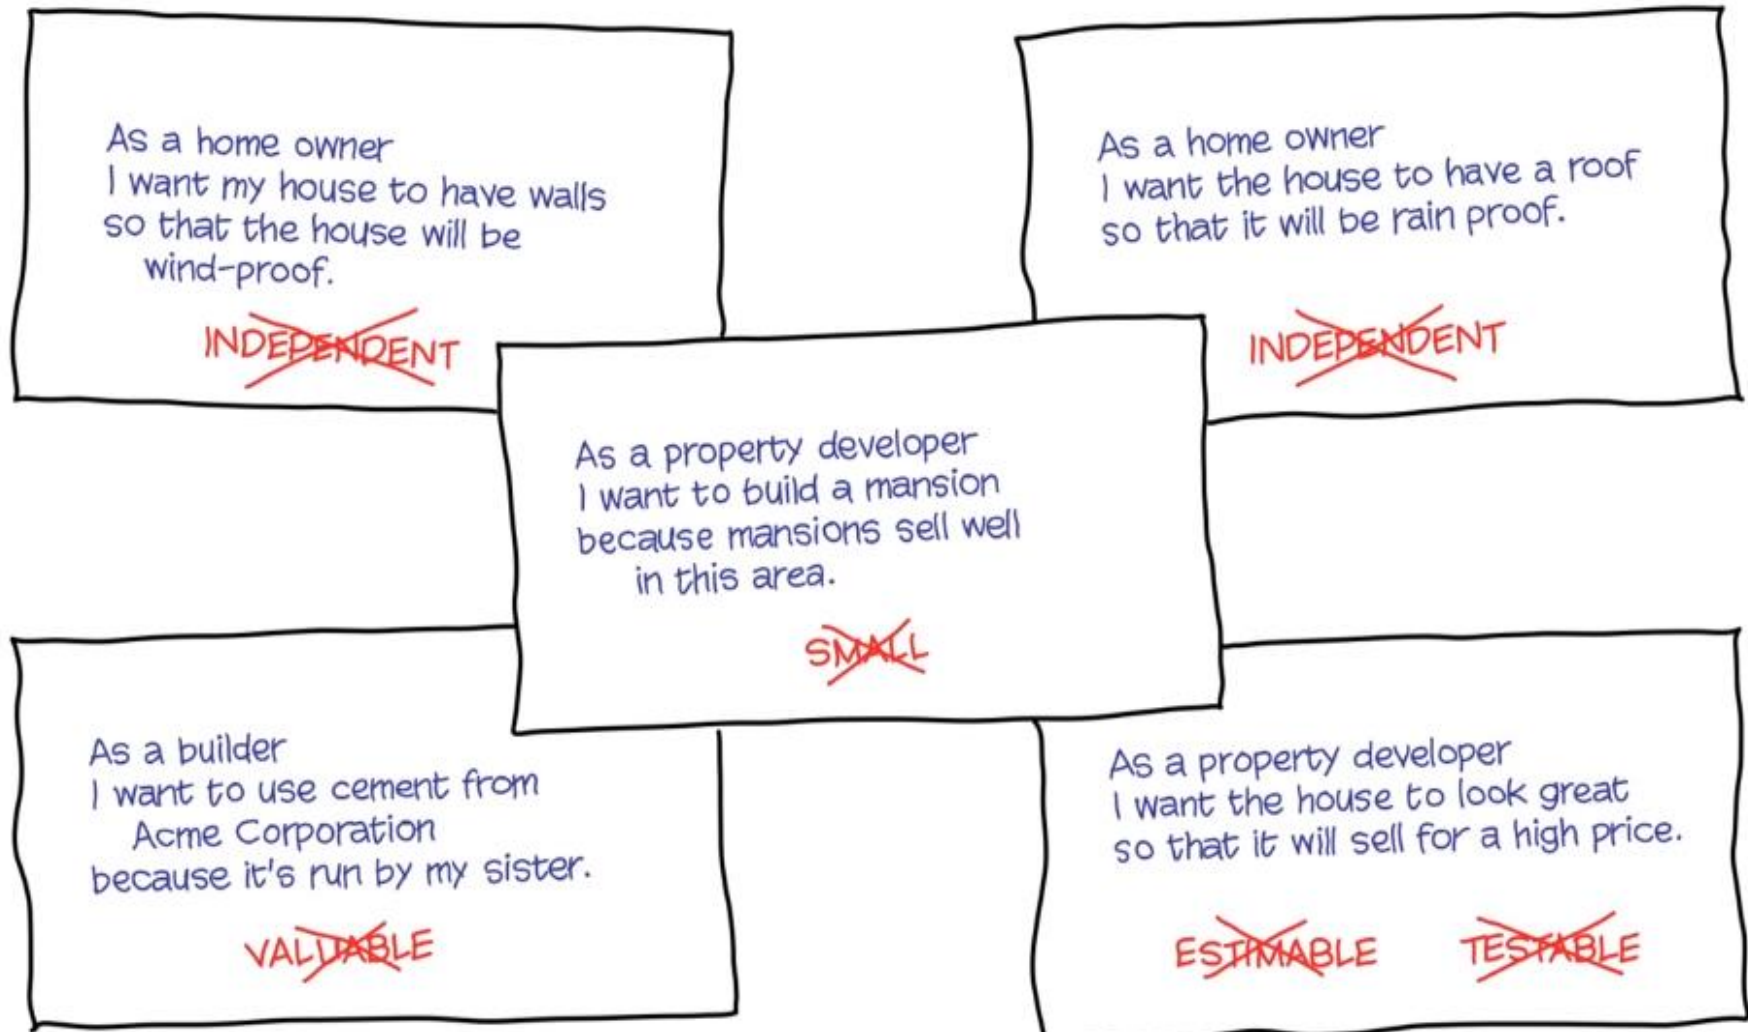 As a home owner
I want my house to have walls
so that the house will be
wind-proof.
INDEPENDENT
As a home owner
I want the house to have a roof
so that it will be rain proof.
INDEPENDENT
As a property developer
I want to build a mansion
because mansions sell well
in this area.
SMALL
As a builder
I want to use cement from
Acme Corporation
because it's run by my sister.
VALUABLE
As a property developer
I want the house to look great
so that it will sell for a high price.
ESTIMABLE TESTABLE